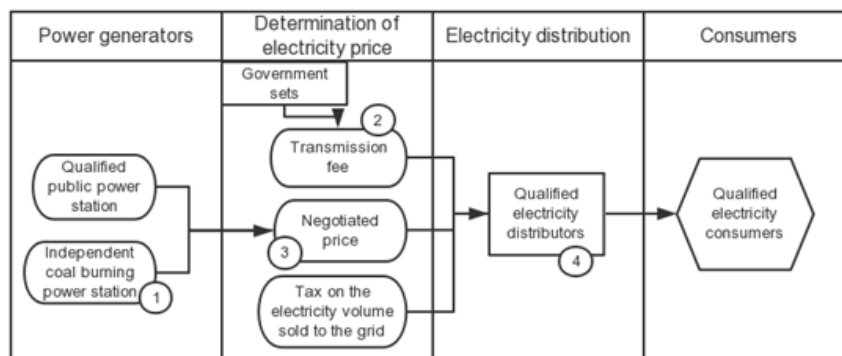 Power generators
Determination of
electricity price
Electricity distribution
Consumers
Government
sets
2
Transmission
fee
Qualified
public power
station
Negotiated
price
3
Independent
coal burning
power station
1
Tax on the
electricity volume
sold to the grid
Qualified
electricity
distributors
4
Qualified
electricity
consumers